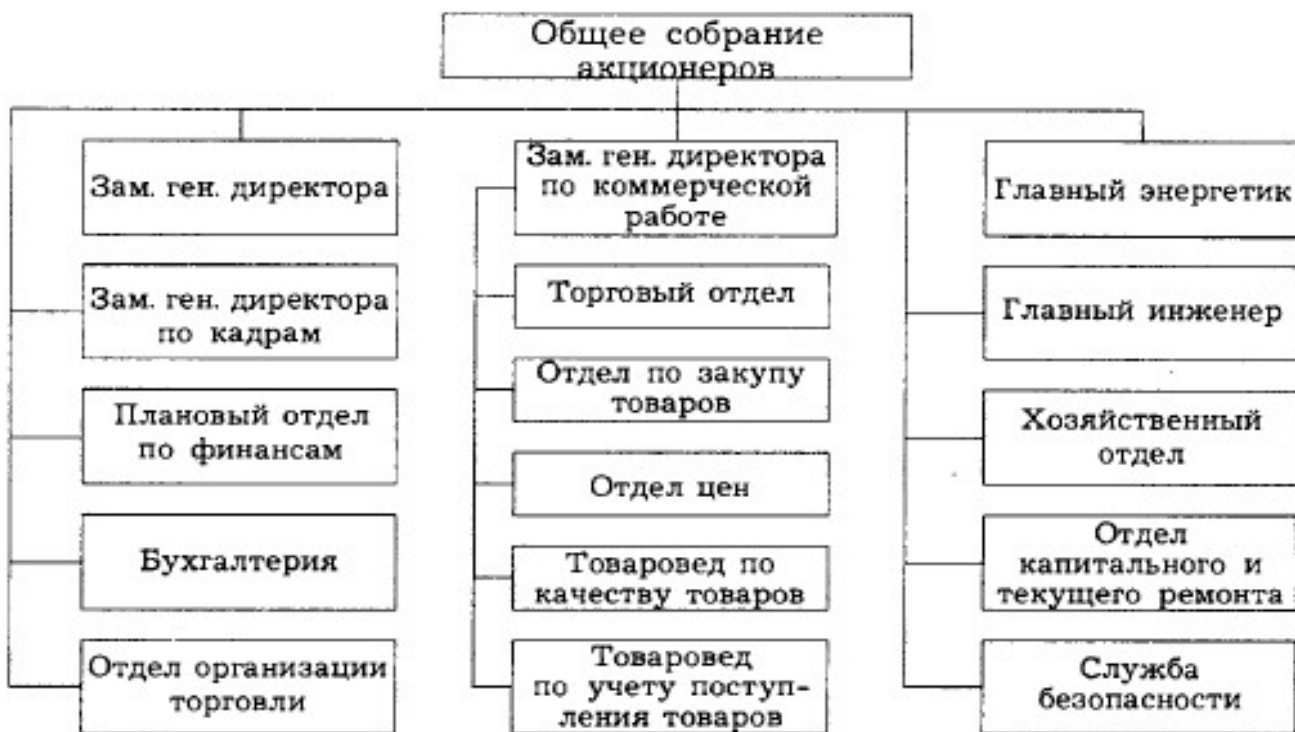 Общее собрание
акционеров
Зам. ген. директора
Зам. ген. директора
по кадрам
Плановый отдел
по финансам
Бухгалтерия
Отдел организации
торговли
Зам. ген. директора
по коммерческой
работе
Торговый отдел
Отдел по закупу
товаров
Отдел цен
Товаровед по
качеству товаров
Товаровед
по учету поступ-
ления товаров
Главный энергетик
Главный инженер
Хозяйственный
отдел
Отдел
капитального и
текущего ремонта
Служба
безопасности